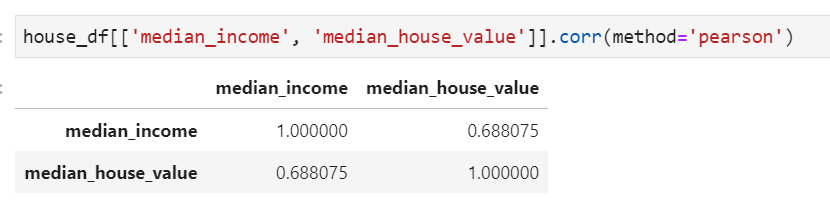 house_df[['median_income', 'median_house_value']].corr(method='pearson')
median_income median_house_value
median_income 1.000000 0.688075
median_house_value 0.688075 1.000000